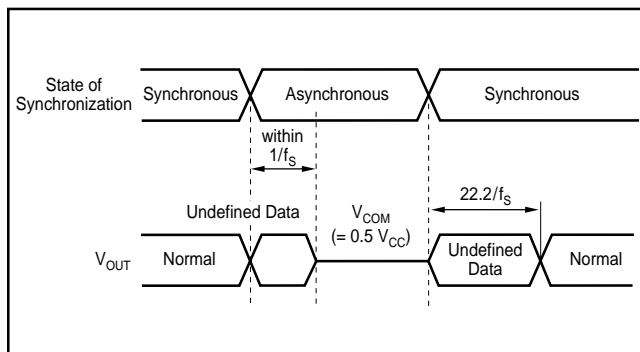 State of
Synchronization
Synchronous
Asynchronous
Synchronous
within
1/fS
22.2/fS
Undefined Data
VCOM
(= 0.5 VCC)
VOUT
Normal
Undefined
Data
Normal